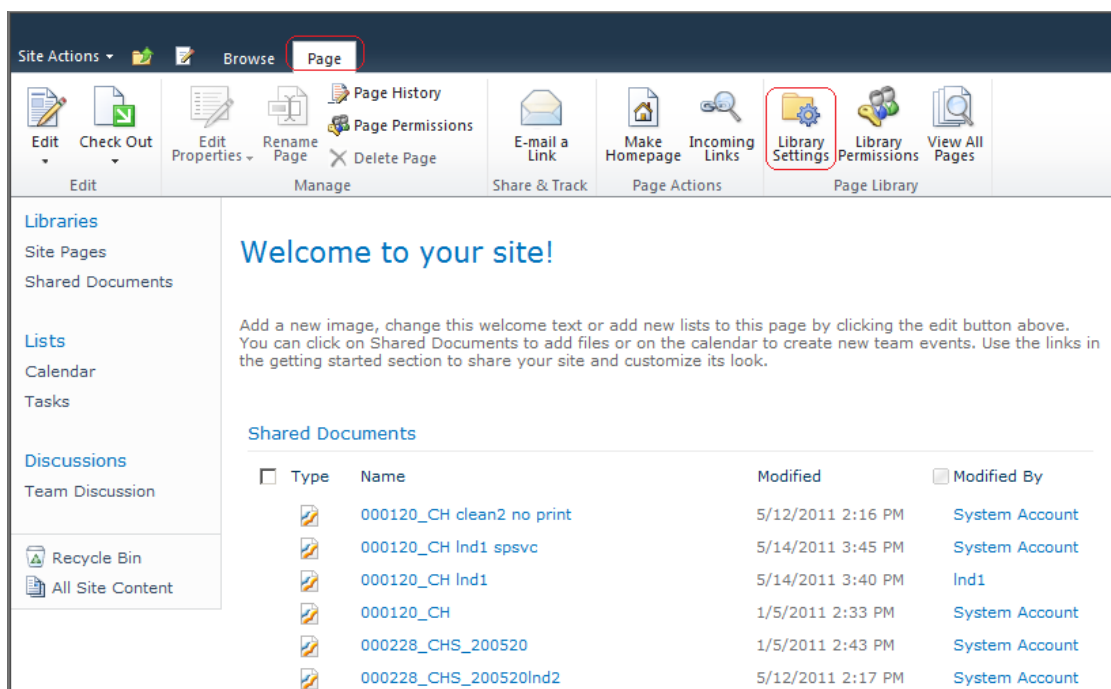 Site Actions Browse Page
Edit
Check Out
Edit Properties
Rename Page
Page History
Page Permissions
Delete Page
E-mail a Link
Make Homepage
Incoming Links
Library Settings
Library Permissions
View All Pages
Edit Manage Share & Track Page Actions Page Library
Libraries
Site Pages
Shared Documents
Lists
Calendar
Tasks
Discussions
Team Discussion
Recycle Bin
All Site Content
Welcome to your site!
Add a new image, change this welcome text or add new lists to this page by clicking the edit button above.
You can click on Shared Documents to add files or on the calendar to create new team events. Use the links in
the getting started section to share your site and customize its look.
Shared Documents
Type Name Modified Modified By
000120_CH clean2 no print 5/12/2011 2:16 PM System Account
000120_CH lnd1 spsvc 5/14/2011 3:45 PM System Account
000120_CH lnd1 5/14/2011 3:40 PM lnd1
000120_CH 1/5/2011 2:33 PM System Account
000228_CHS_200520 1/5/2011 2:43 PM System Account
000228_CHS_200520lnd2 5/12/2011 2:17 PM System Account